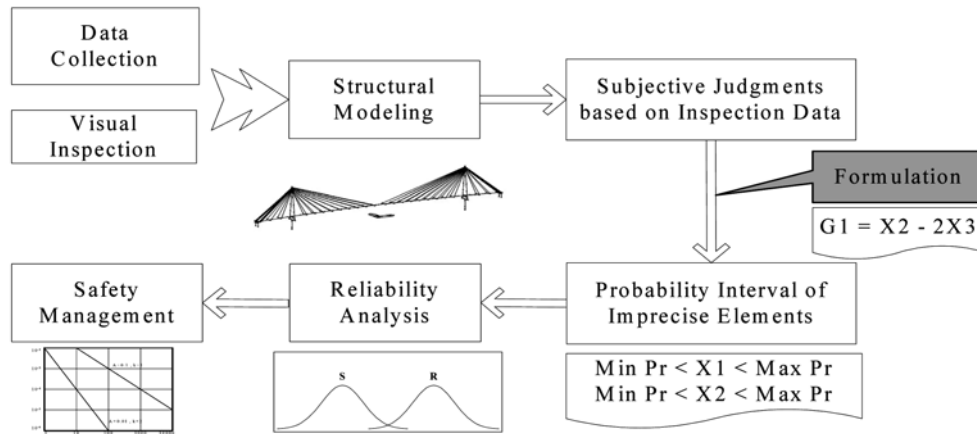 Data
Collection
Visual
Inspection
Structural
Modeling
Subjective Judgments
based on Inspection Data
Formulation
G1 = X2 - 2X3
Probability Interval of
Imprecise Elements
Min Pr < X1 < Max Pr
Min Pr < X2 < Max Pr
Reliability
Analysis
S R
Safety
Management